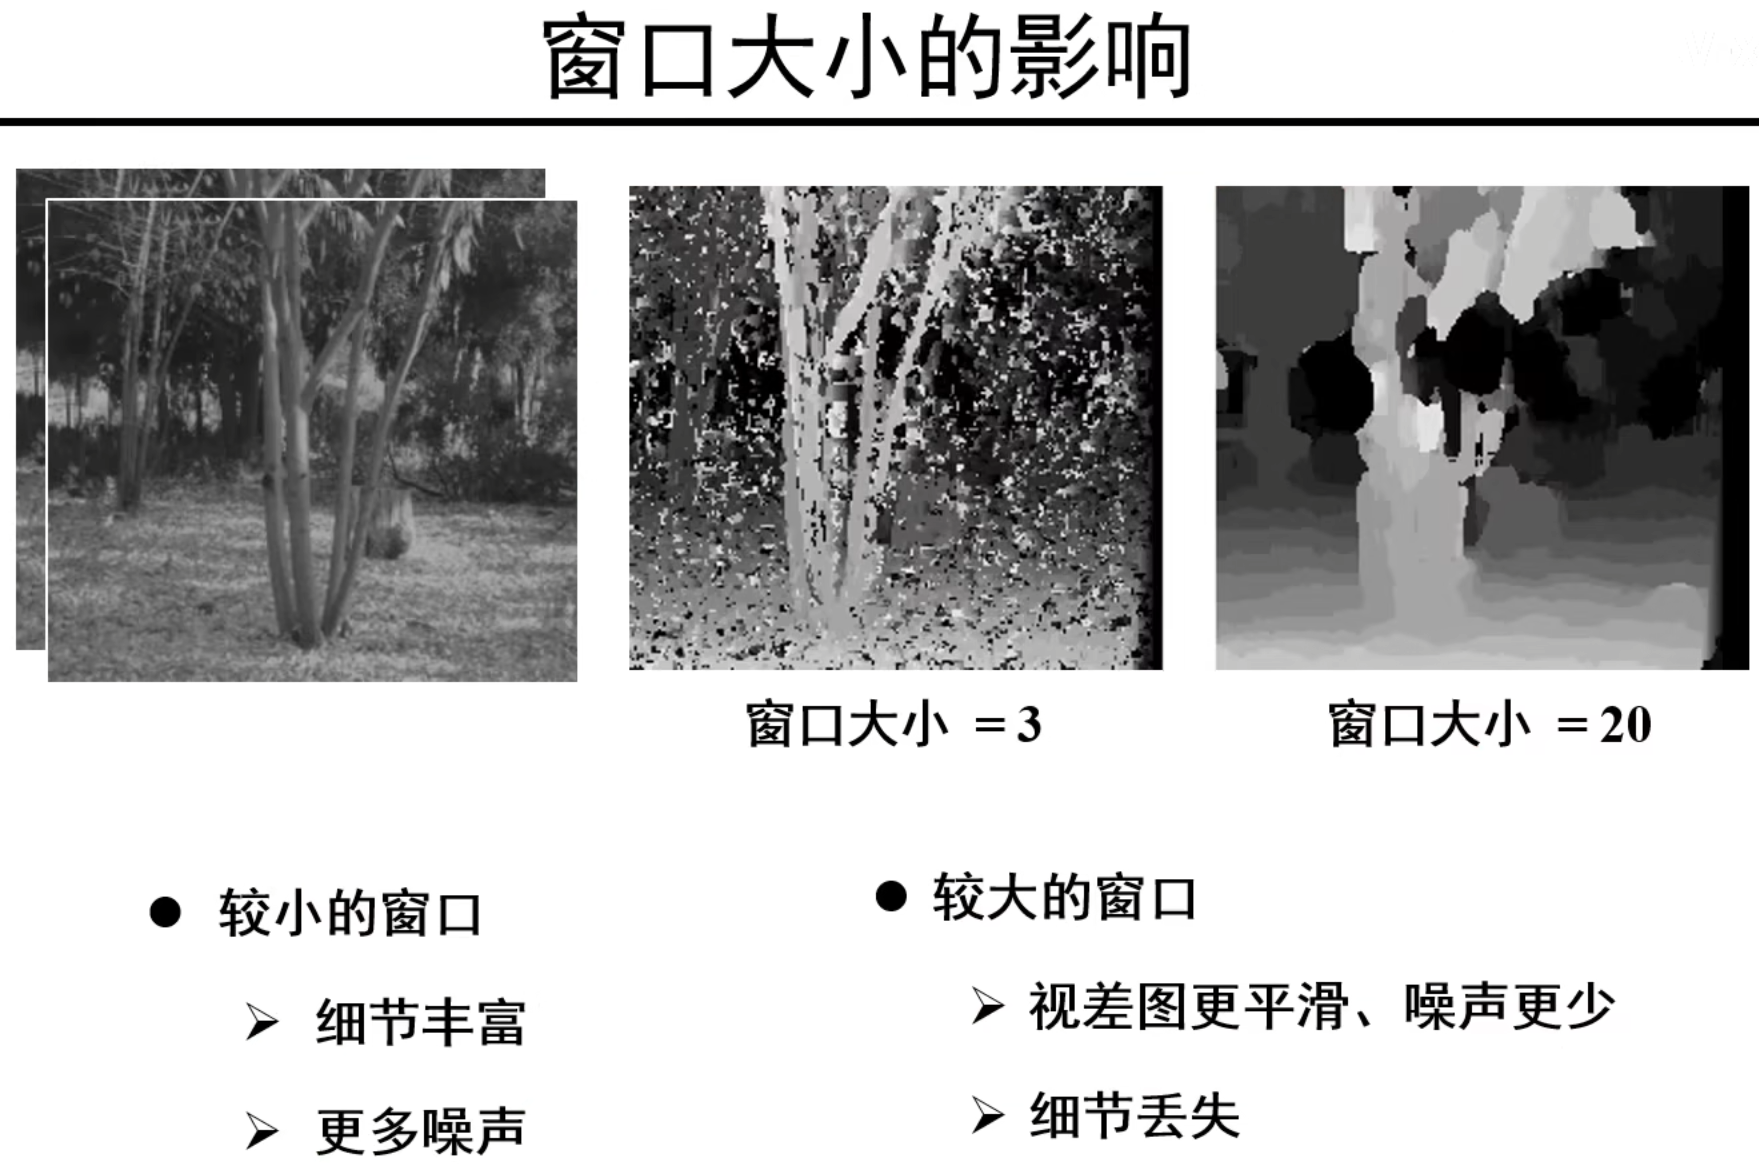 窗口大小的影响
窗口大小 = 3
窗口大小 = 20
● 较小的窗口
➢ 细节丰富
➢ 更多噪声
● 较大的窗口
➢ 视差图更平滑、噪声更少
➢ 细节丢失